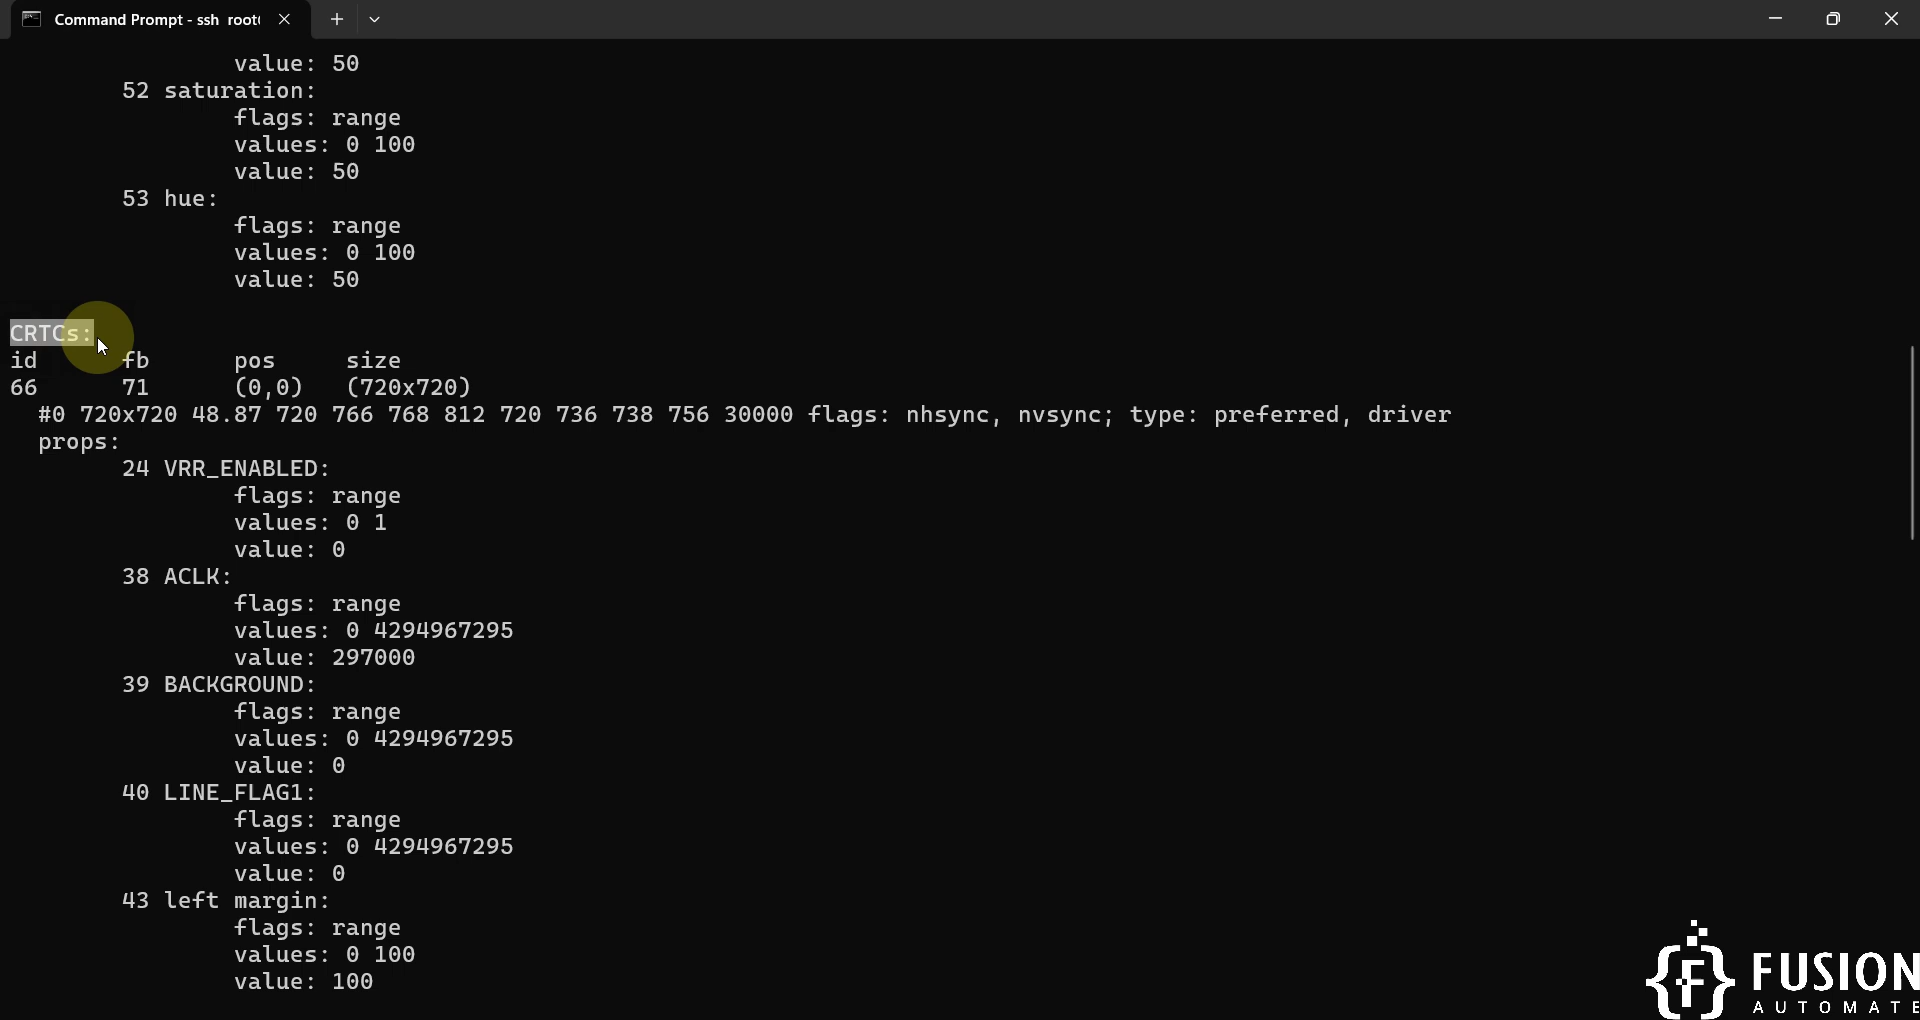 Command Prompt - ssh root
value: 50
52 saturation:
flags: range
values: 0 100
value: 50
53 hue:
flags: range
values: 0 100
value: 50
CRTCs:
id fb pos size
66 71 (0,0) (720x720)
#0 720x720 48.87 720 766 768 812 720 736 738 756 30000 flags: nhsync, nvsync; type: preferred, driver
props:
24 VRR_ENABLED:
flags: range
values: 0 1
value: 0
38 ACLK:
flags: range
values: 0 4294967295
value: 297000
39 BACKGROUND:
flags: range
values: 0 4294967295
value: 0
40 LINE_FLAG1:
flags: range
values: 0 4294967295
value: 0
43 left margin:
flags: range
values: 0 100
value: 100
{F} FUSION
AUTOMATE